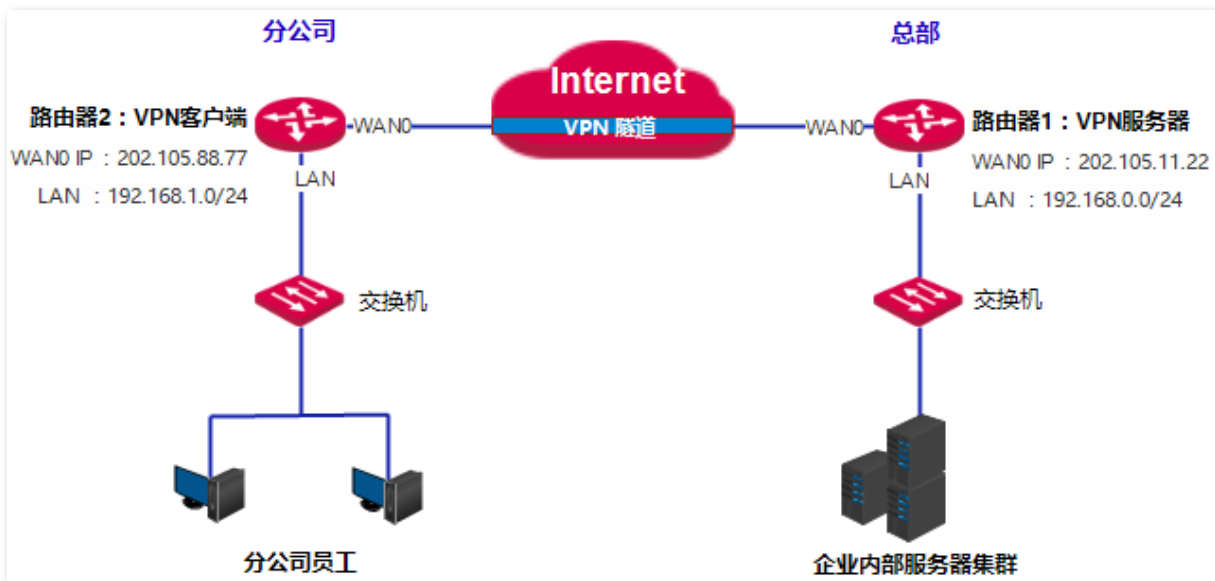 分公司
总部
Internet
VPN 隧道
路由器2：VPN客户端
WAN0 IP ：202.105.88.77
LAN ：192.168.1.0/24
WAN0
WAN0
路由器1：VPN服务器
WAN0 IP ：202.105.11.22
LAN ：192.168.0.0/24
LAN
LAN
交换机
交换机
分公司员工
企业内部服务器集群